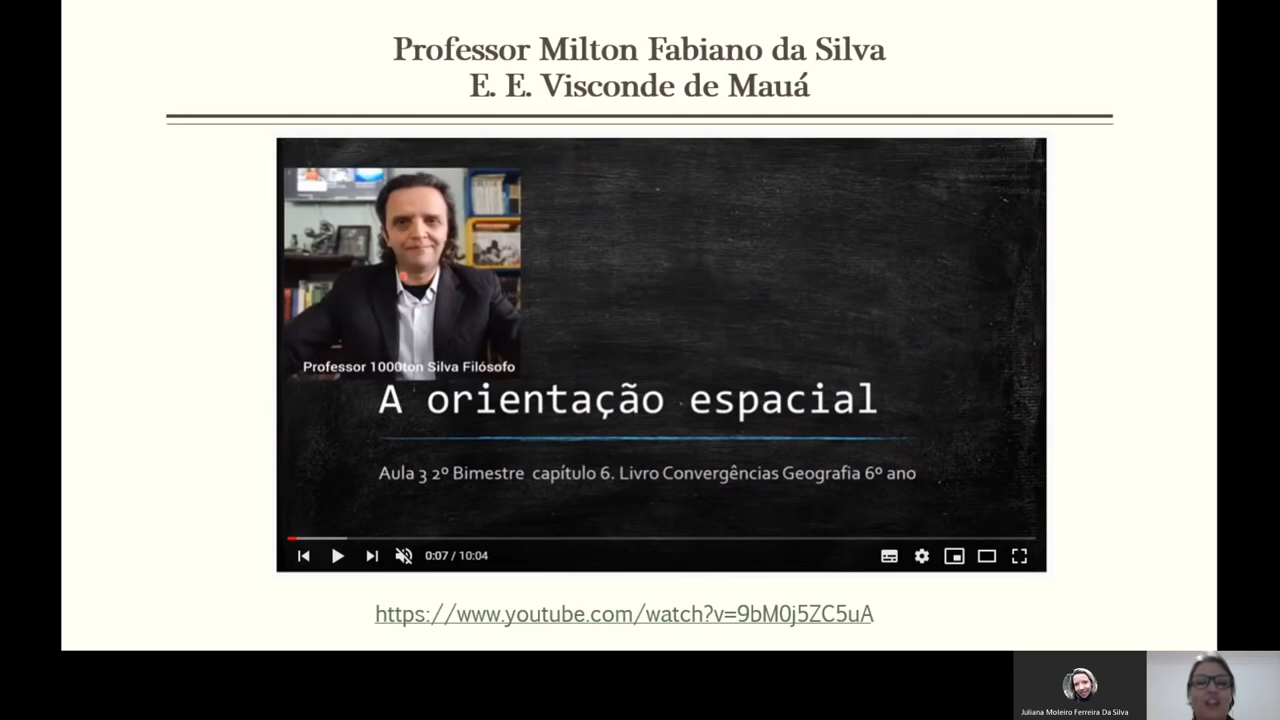 Professor Milton Fabiano da Silva
E. E. Visconde de Mauá
Professor 1000ton Silva Filósofo
A orientação espacial
Aula 3 2º Bimestre capítulo 6. Livro Convergências Geografia 6º ano
0:07 / 10:04
https://www.youtube.com/watch?v=9bM0j5ZC5uA
Juliana Moleiro Ferreira Da Silva